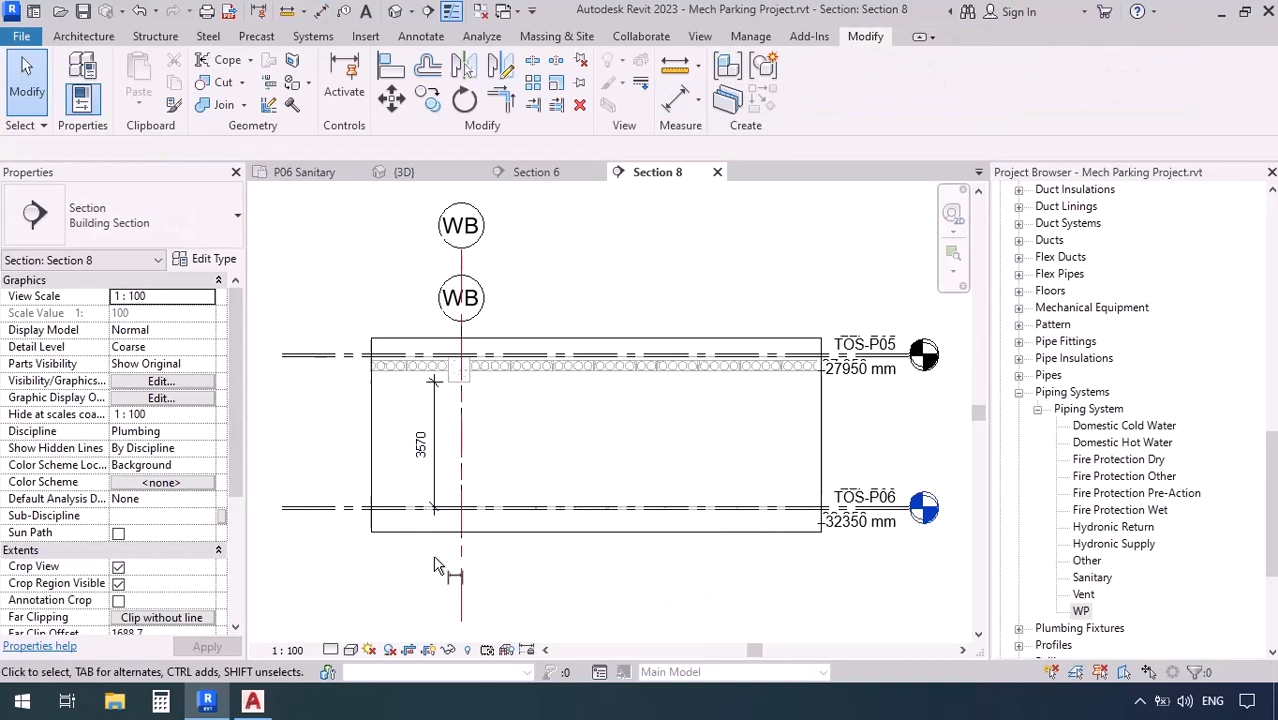 Autodesk Revit 2023 - Mech Parking Project.rvt - Section: Section 8
Sign In
File Architecture Structure Steel Precast Systems Insert Annotate Analyze Massing & Site Collaborate View Manage Add-Ins Modify
Modify Paste Cope Cut Join Activate
Select Properties Clipboard Geometry Controls Modify View Measure Create
Properties
Section
Building Section
Section: Section 8 Edit Type
Graphics
View Scale 1 : 100
Scale Value 1: 100
Display Model Normal
Detail Level Coarse
Parts Visibility Show Original
Visibility/Graphics... Edit...
Graphic Display O... Edit...
Hide at scales coa... 1 : 100
Discipline Plumbing
Show Hidden Lines By Discipline
Color Scheme Loc... Background
Color Scheme <none>
Default Analysis D... None
Sub-Discipline
Sun Path
Extents
Crop View
Crop Region Visible
Annotation Crop
Far Clipping Clip without line
Far Clip Offset 1688.7
Properties help Apply
P06 Sanitary {3D} Section 6 Section 8
WB
WB
TOS-P05
-27950 mm
3570
TOS-P06
-32350 mm
2D
1 : 100
Project Browser - Mech Parking Project.rvt
Duct Insulations
Duct Linings
Duct Systems
Ducts
Flex Ducts
Flex Pipes
Floors
Mechanical Equipment
Pattern
Pipe Fittings
Pipe Insulations
Pipes
Piping Systems
Piping System
Domestic Cold Water
Domestic Hot Water
Fire Protection Dry
Fire Protection Other
Fire Protection Pre-Action
Fire Protection Wet
Hydronic Return
Hydronic Supply
Other
Sanitary
Vent
WP
Plumbing Fixtures
Profiles
Click to select, TAB for alternates, CTRL adds, SHIFT unselects. :0 Main Model :0
ENG